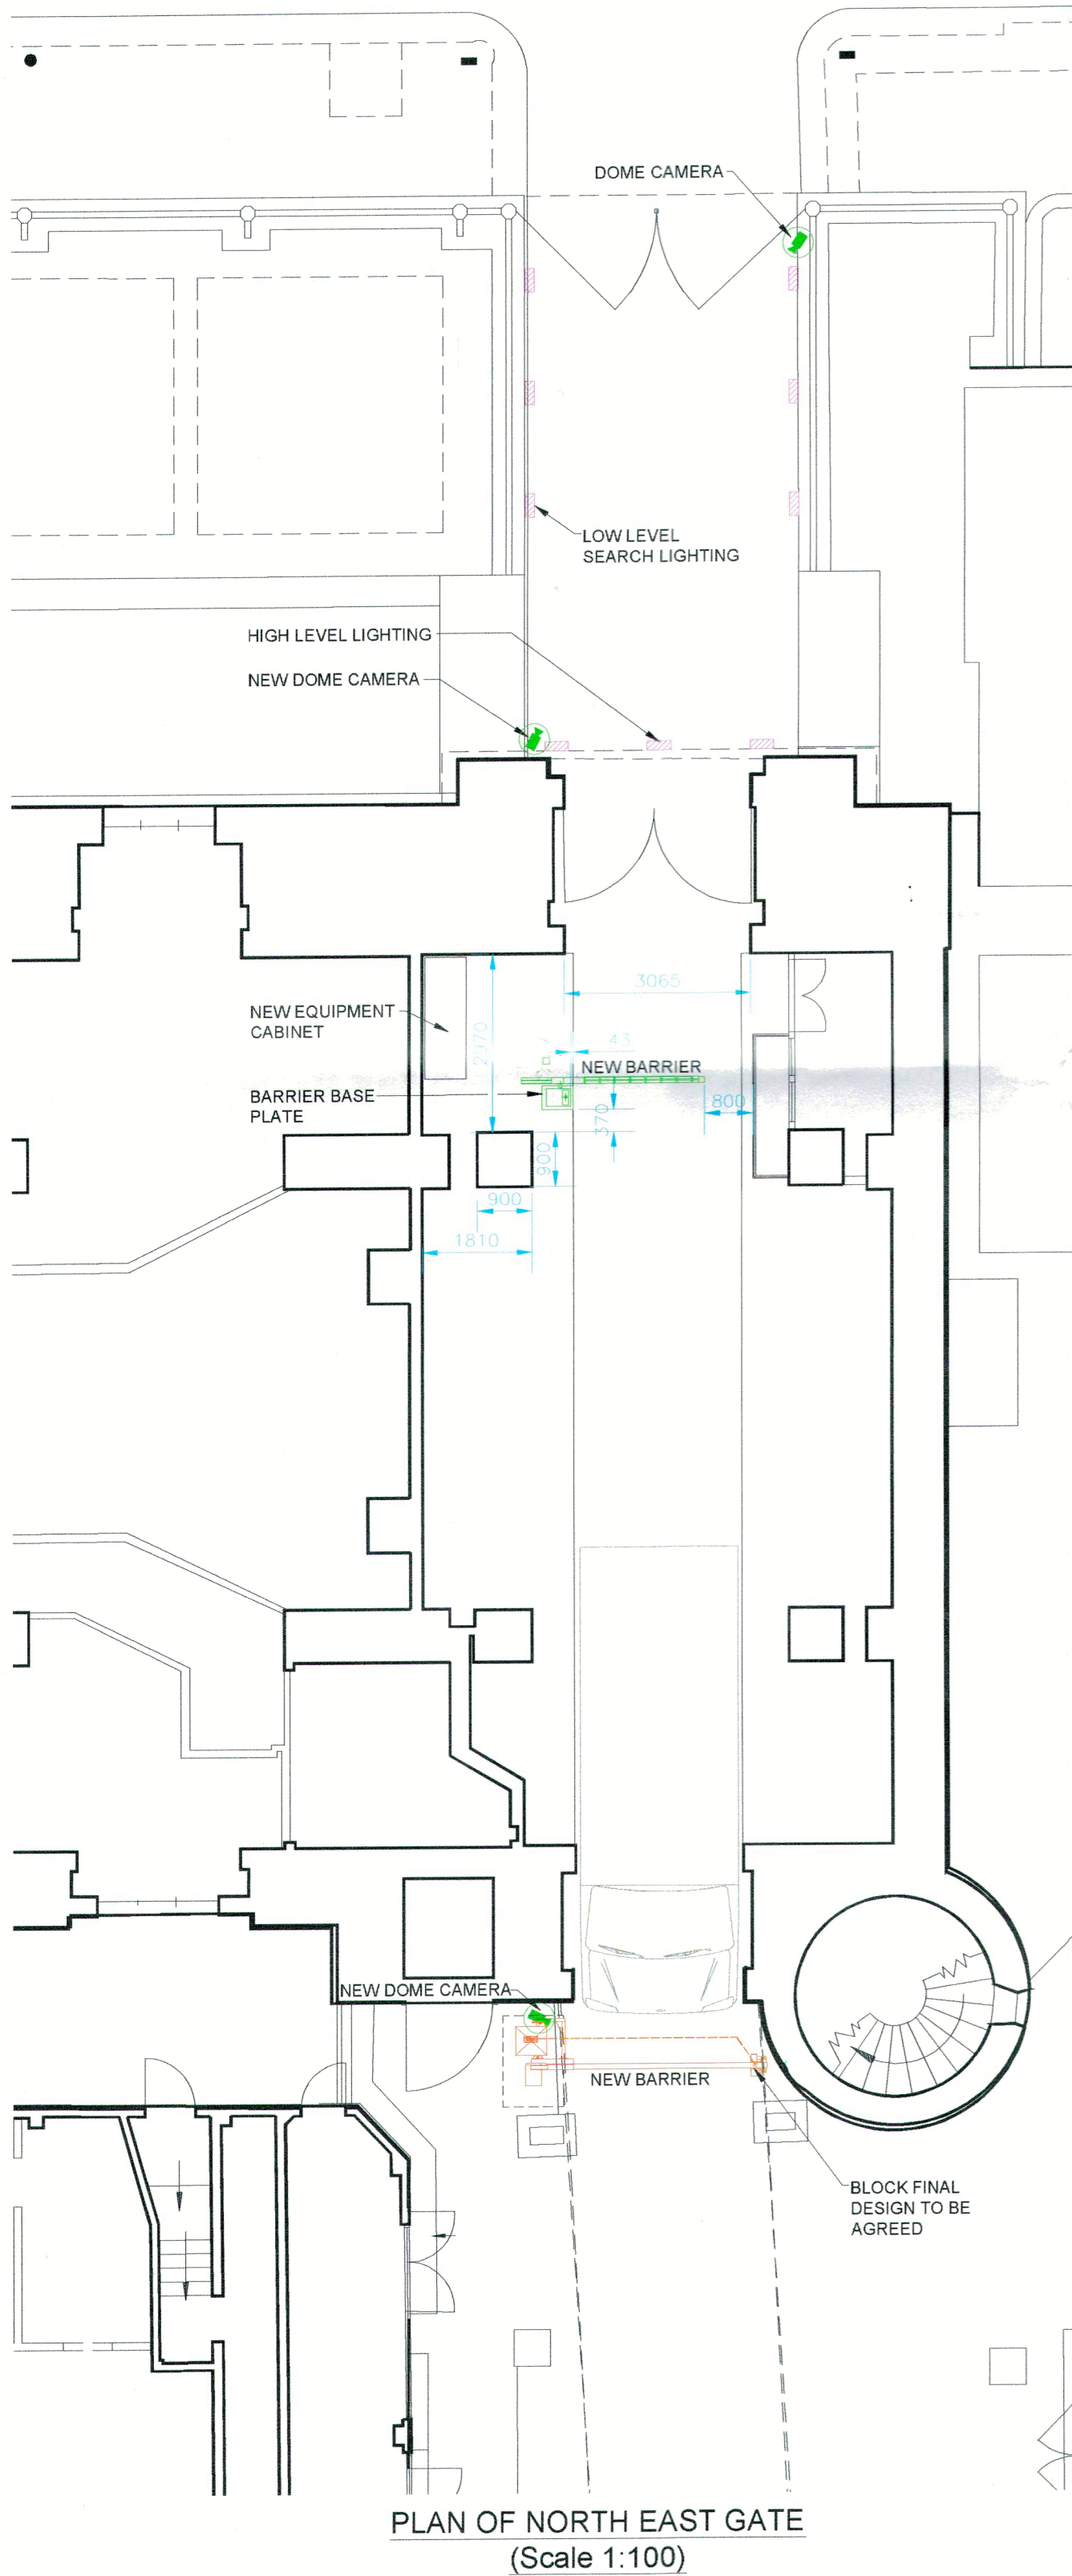 DOME CAMERA
LOW LEVEL
SEARCH LIGHTING
HIGH LEVEL LIGHTING
NEW DOME CAMERA
3065
2970
NEW EQUIPMENT
CABINET
43
NEW BARRIER
BARRIER BASE
PLATE
800
370
900
900
1810
NEW DOME CAMERA
NEW BARRIER
BLOCK FINAL
DESIGN TO BE
AGREED
PLAN OF NORTH EAST GATE
(Scale 1:100)